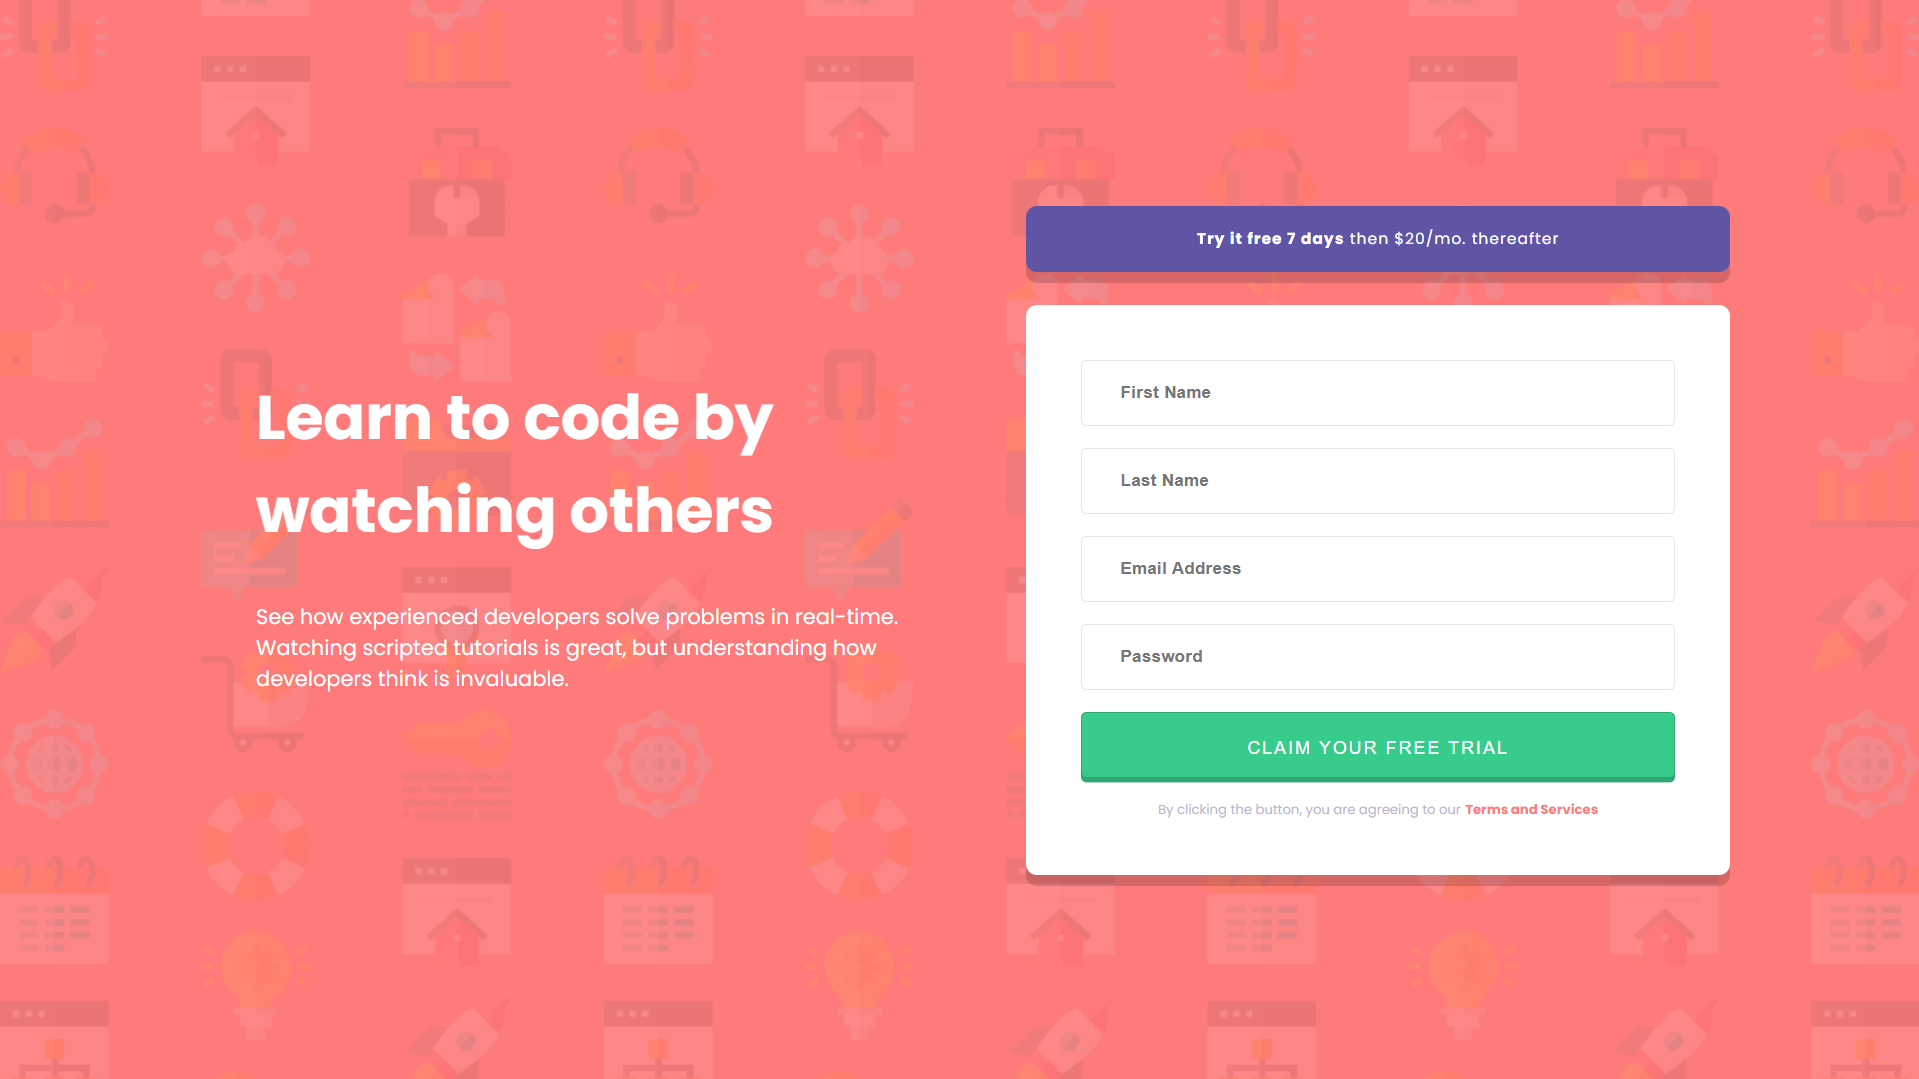 Learn to code by
watching others
See how experienced developers solve problems in real-time.
Watching scripted tutorials is great, but understanding how
developers think is invaluable.
Try it free 7 days then $20/mo. thereafter
First Name
Last Name
Email Address
Password
CLAIM YOUR FREE TRIAL
By clicking the button, you are agreeing to our Terms and Services